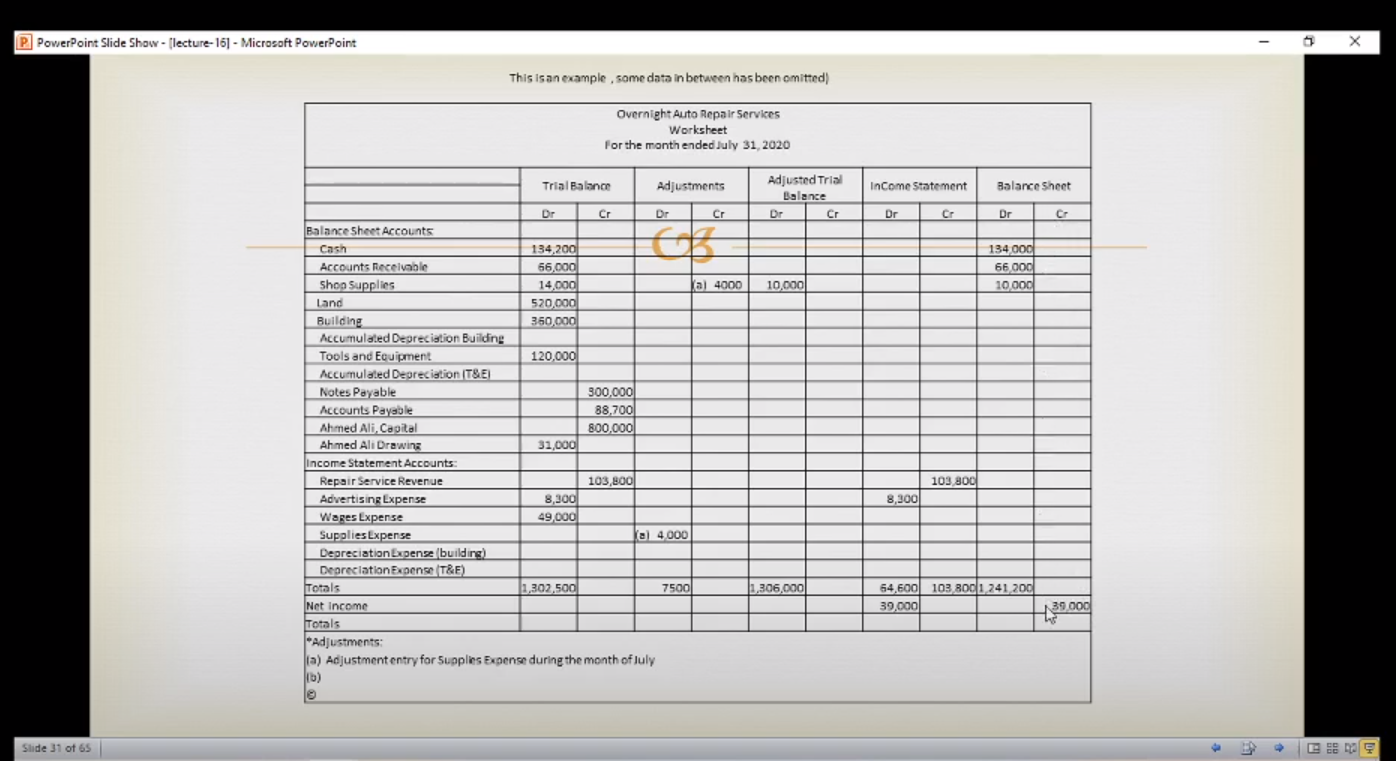 PowerPoint Slide Show - [lecture-16] - Microsoft PowerPoint
This is an example , some data in between has been omitted)
Overnight Auto Repair Services
Worksheet
For the month ended July 31, 2020
Trial Balance Adjustments Adjusted Trial Balance InCome Statement Balance Sheet
Dr Cr Dr Cr Dr Cr Dr Cr Dr Cr
Balance Sheet Accounts:
Cash 134,200 134,000
Accounts Receivable 66,000 66,000
Shop Supplies 14,000 (a) 4000 10,000 10,000
Land 520,000
Building 360,000
Accumulated Depreciation Building
Tools and Equipment 120,000
Accumulated Depreciation (T&E)
Notes Payable 300,000
Accounts Payable 88,700
Ahmed Ali, Capital 800,000
Ahmed Ali Drawing 31,000
Income Statement Accounts:
Repair Service Revenue 103,800 103,800
Advertising Expense 8,300 8,300
Wages Expense 49,000
Supplies Expense (a) 4,000
Depreciation Expense (building)
Depreciation Expense (T&E)
Totals 1,302,500 7500 1,306,000 64,600 103,800 1,241,200
Net Income 39,000 39,000
Totals
*Adjustments:
(a) Adjustment entry for Supplies Expense during the month of July
(b)
©
Slide 31 of 65